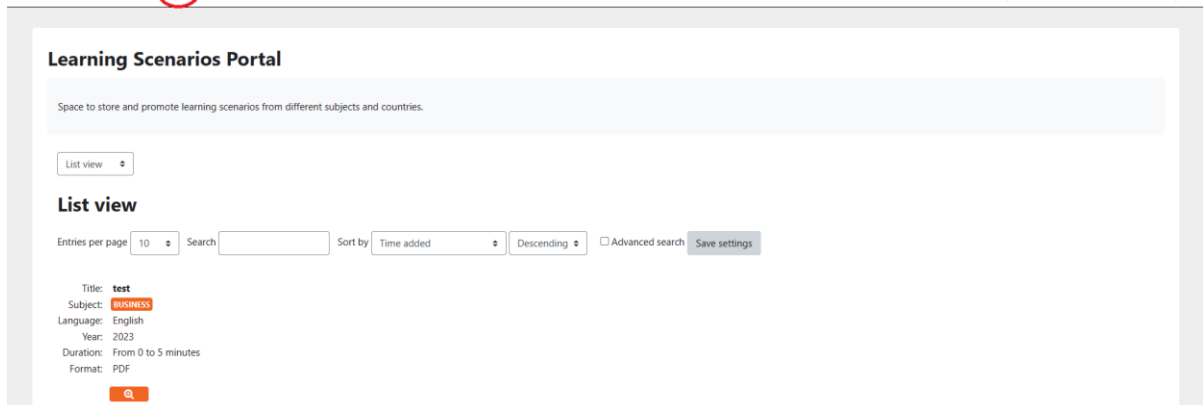 Learning Scenarios Portal
Space to store and promote learning scenarios from different subjects and countries.
List view
List view
Entries per page 10 Search Sort by Time added Descending Advanced search Save settings
Title: test
Subject: BUSINESS
Language: English
Year: 2023
Duration: From 0 to 5 minutes
Format: PDF